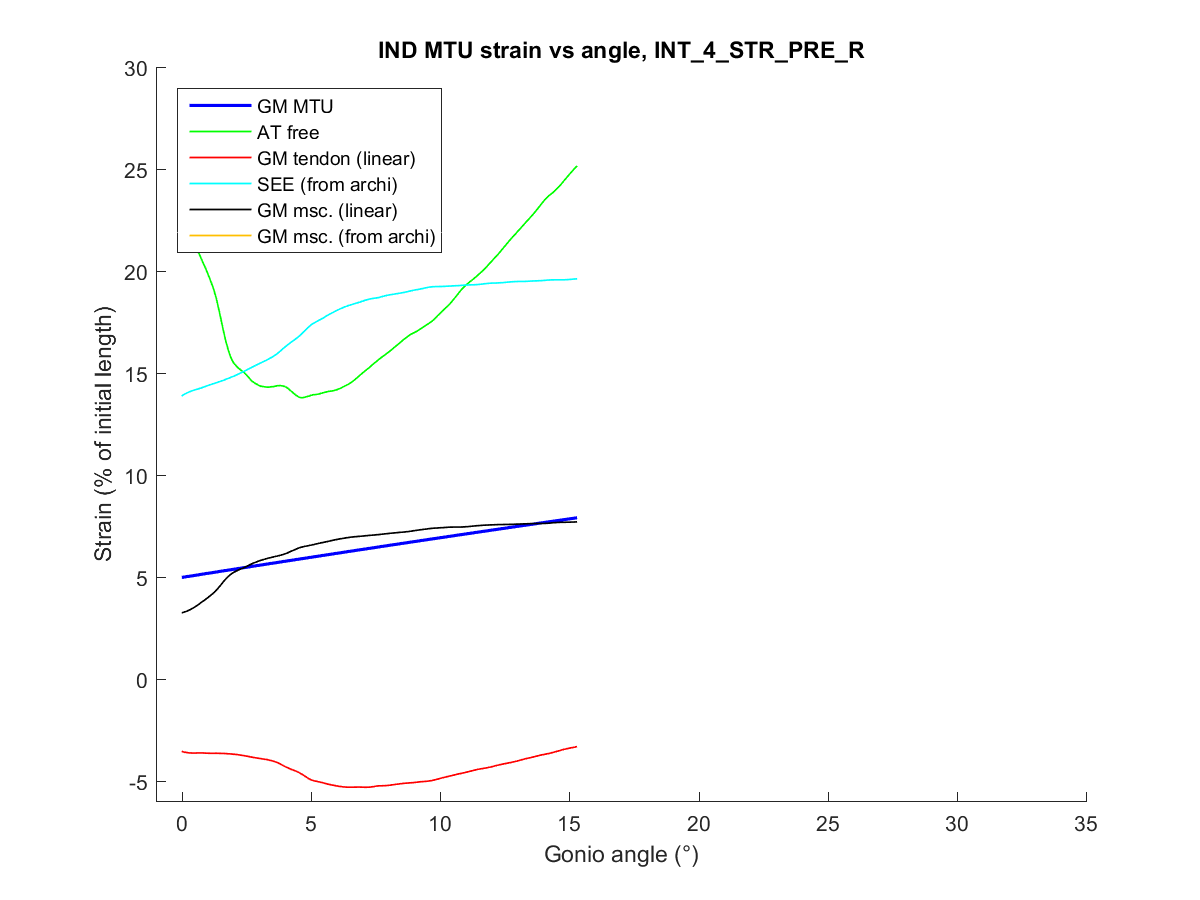 IND MTU strain vs angle, INT_4_STR_PRE_R
30
25
20
15
10
5
0
-5
Strain (% of initial length)
GM MTU
AT free
GM tendon (linear)
SEE (from archi)
GM msc. (linear)
GM msc. (from archi)
0 5 10 15 20 25 30 35
Gonio angle (°)